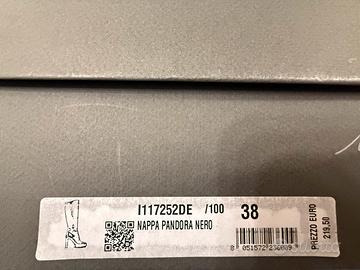 I117252DE /100 38
NAPPA PANDORA NERO
PREZZO EURO
219,50